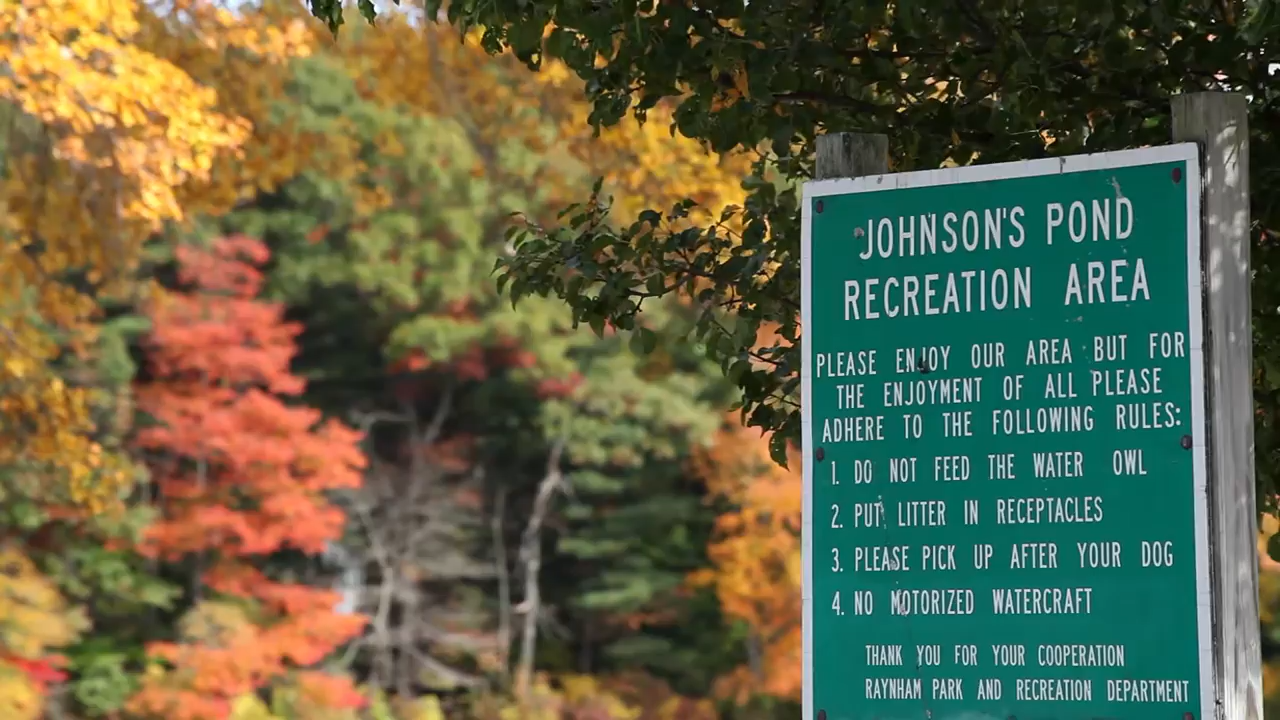 JOHNSON'S POND
RECREATION AREA
PLEASE ENJOY OUR AREA BUT FOR
THE ENJOYMENT OF ALL PLEASE
ADHERE TO THE FOLLOWING RULES:
1. DO NOT FEED THE WATER OWL
2. PUT LITTER IN RECEPTACLES
3. PLEASE PICK UP AFTER YOUR DOG
4. NO MOTORIZED WATERCRAFT
THANK YOU FOR YOUR COOPERATION
RAYNHAM PARK AND RECREATION DEPARTMENT